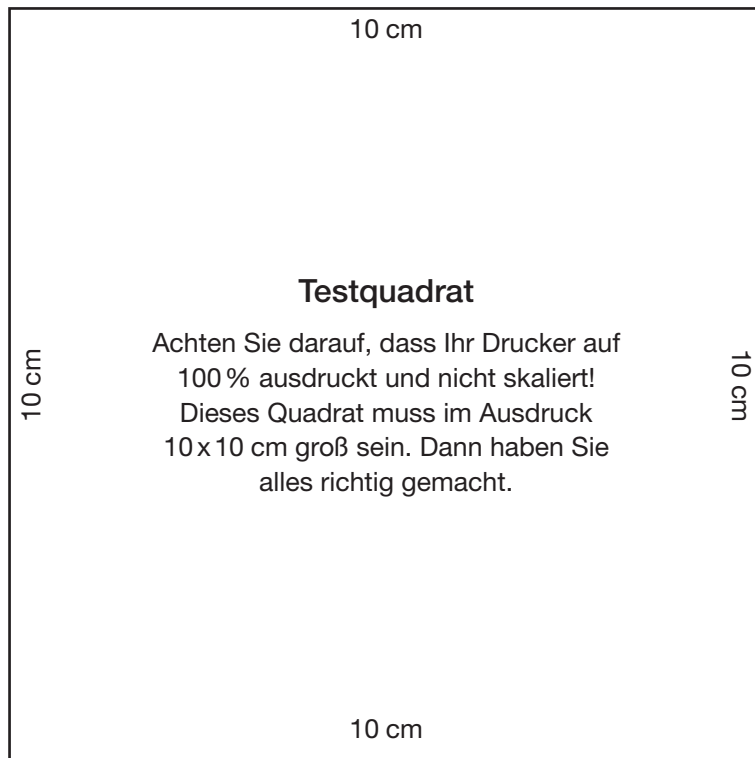 10 cm
Testquadrat
Achten Sie darauf, dass Ihr Drucker auf
100 % ausdruckt und nicht skaliert!
Dieses Quadrat muss im Ausdruck
10 x 10 cm groß sein. Dann haben Sie
alles richtig gemacht.
10 cm
10 cm
10 cm